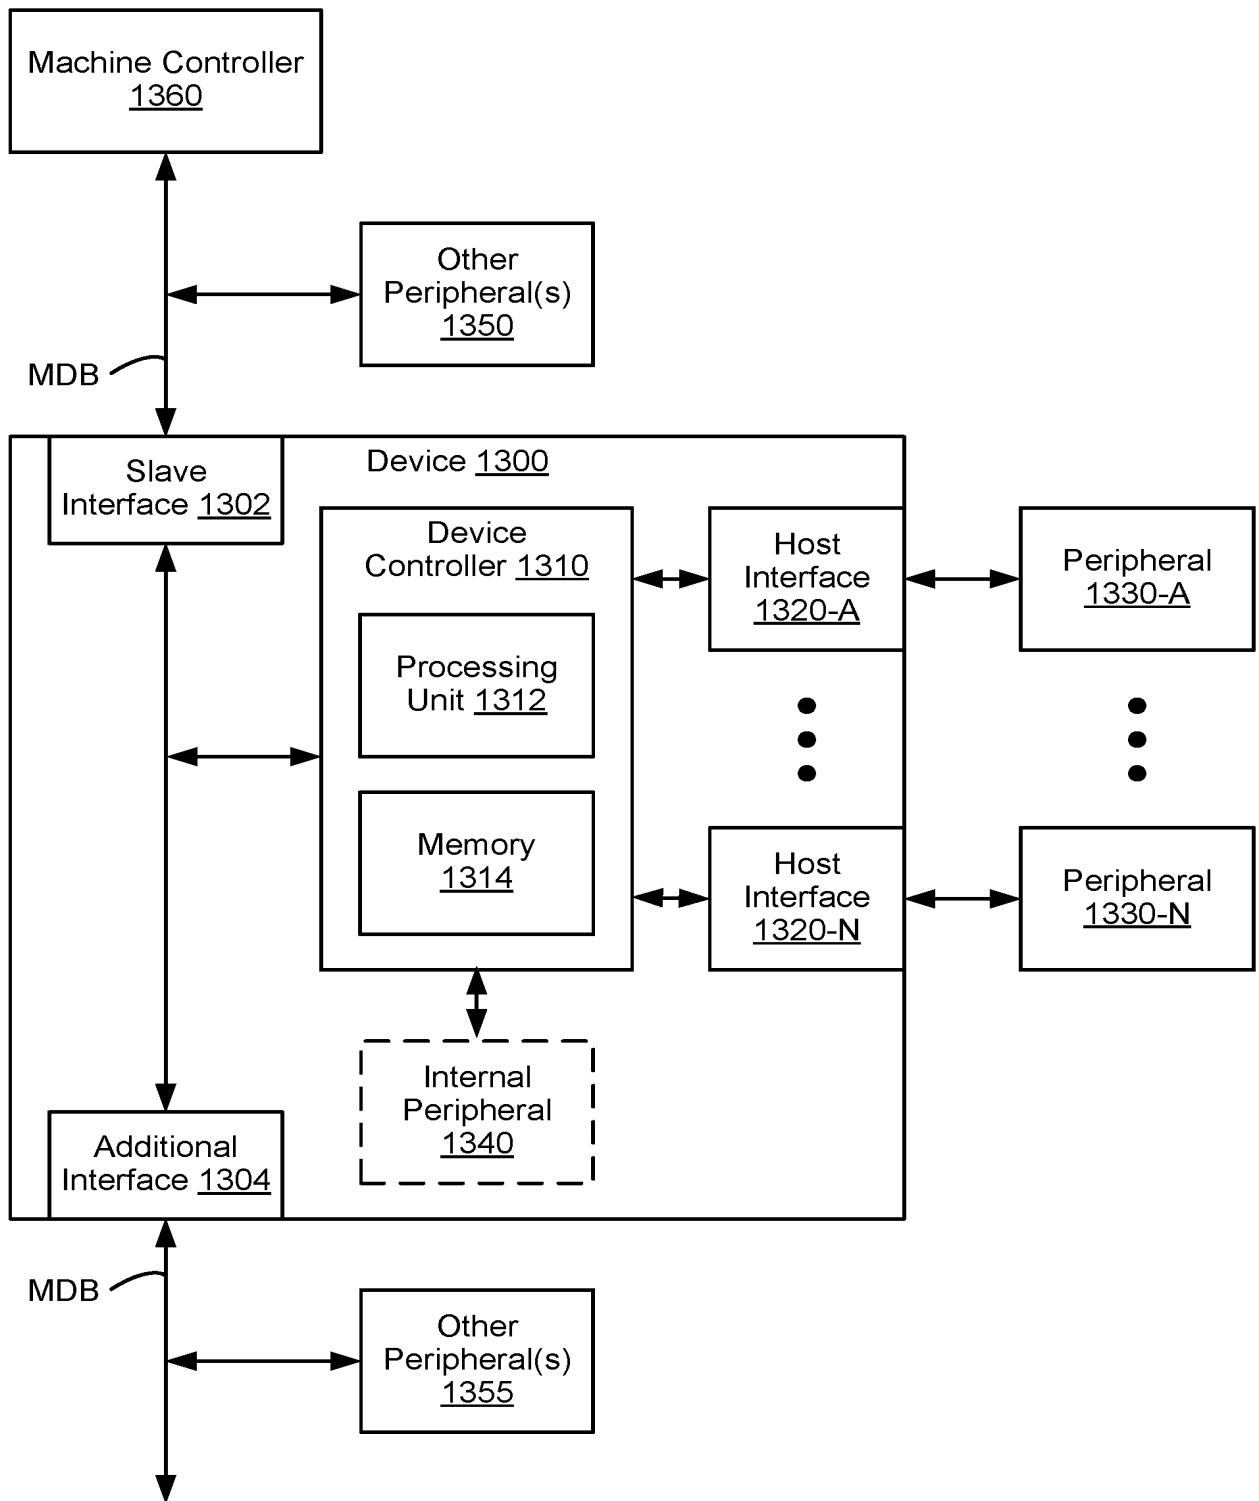 Machine Controller
1360
Other
Peripheral(s)
1350
MDB
Slave
Interface 1302
Device 1300
Device
Controller 1310
Host
Interface
1320-A
Peripheral
1330-A
Processing
Unit 1312
Memory
1314
Host
Interface
1320-N
Peripheral
1330-N
Internal
Peripheral
1340
Additional
Interface 1304
MDB
Other
Peripheral(s)
1355